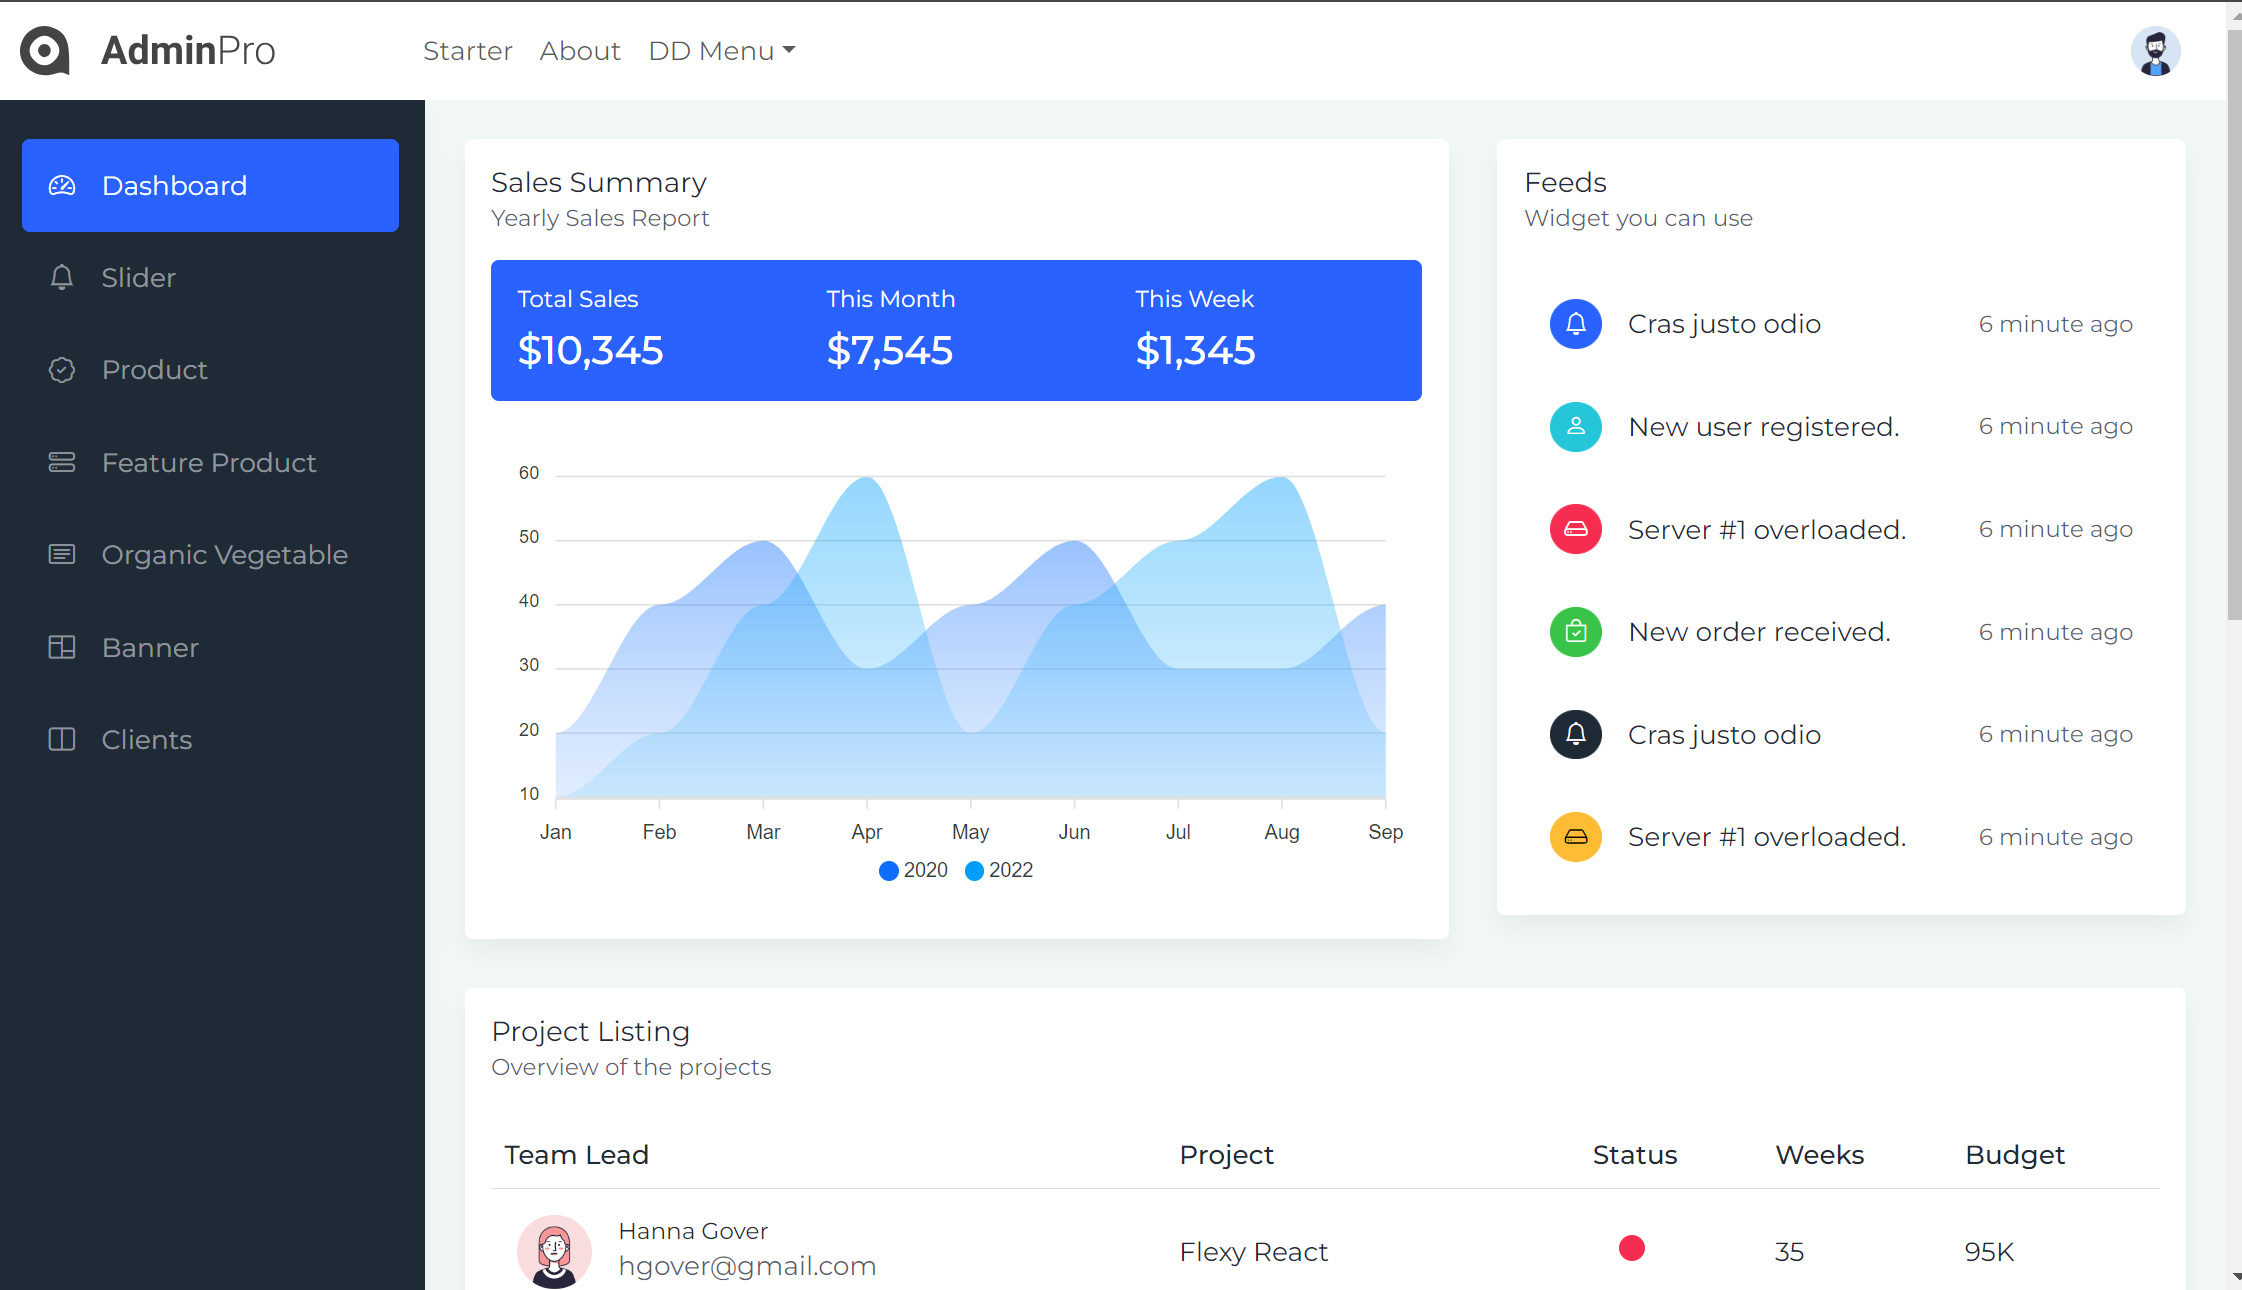 AdminPro
Starter About DD Menu
Dashboard
Slider
Product
Feature Product
Organic Vegetable
Banner
Clients
Sales Summary
Yearly Sales Report
Total Sales This Month This Week
$10,345 $7,545 $1,345
60
50
40
30
20
10
Jan Feb Mar Apr May Jun Jul Aug Sep
2020 2022
Feeds
Widget you can use
Cras justo odio 6 minute ago
New user registered. 6 minute ago
Server #1 overloaded. 6 minute ago
New order received. 6 minute ago
Cras justo odio 6 minute ago
Server #1 overloaded. 6 minute ago
Project Listing
Overview of the projects
Team Lead Project Status Weeks Budget
Hanna Gover
hgover@gmail.com
Flexy React 35 95K